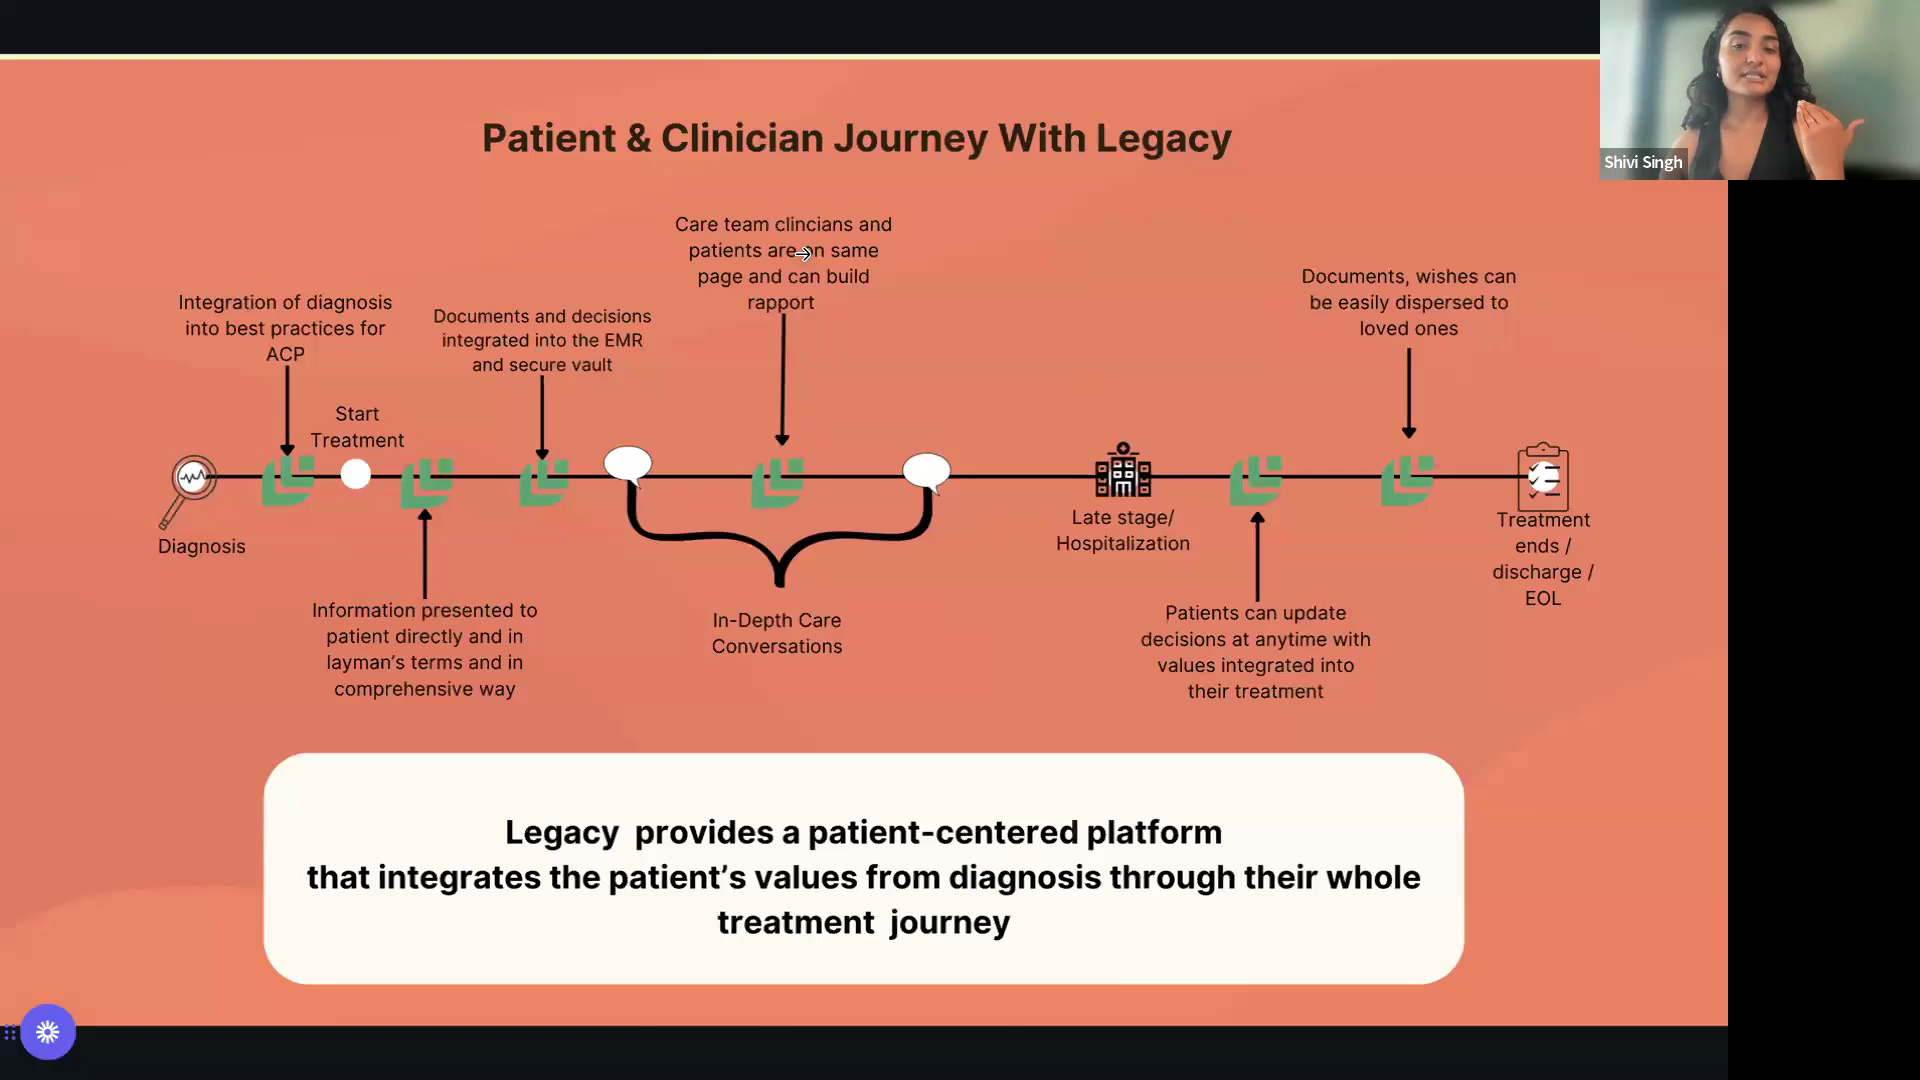 Shivi Singh
Patient & Clinician Journey With Legacy
Care team clincians and
patients are on same
page and can build
rapport
Integration of diagnosis
into best practices for
ACP
Documents and decisions
integrated into the EMR
and secure vault
Documents, wishes can
be easily dispersed to
loved ones
Start
Treatment
Diagnosis
Late stage/
Hospitalization
Treatment
ends /
discharge /
EOL
Information presented to
patient directly and in
layman’s terms and in
comprehensive way
In-Depth Care
Conversations
Patients can update
decisions at anytime with
values integrated into
their treatment
Legacy provides a patient-centered platform
that integrates the patient’s values from diagnosis through their whole
treatment journey